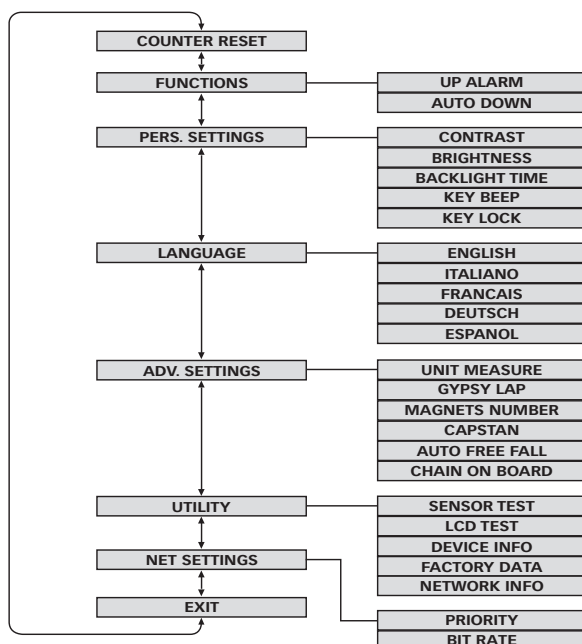 COUNTER RESET
FUNCTIONS
UP ALARM
AUTO DOWN
PERS. SETTINGS
CONTRAST
BRIGHTNESS
BACKLIGHT TIME
KEY BEEP
KEY LOCK
LANGUAGE
ENGLISH
ITALIANO
FRANCAIS
DEUTSCH
ESPANOL
ADV. SETTINGS
UNIT MEASURE
GYPSY LAP
MAGNETS NUMBER
CAPSTAN
AUTO FREE FALL
CHAIN ON BOARD
UTILITY
SENSOR TEST
LCD TEST
DEVICE INFO
FACTORY DATA
NETWORK INFO
NET SETTINGS
PRIORITY
BIT RATE
EXIT